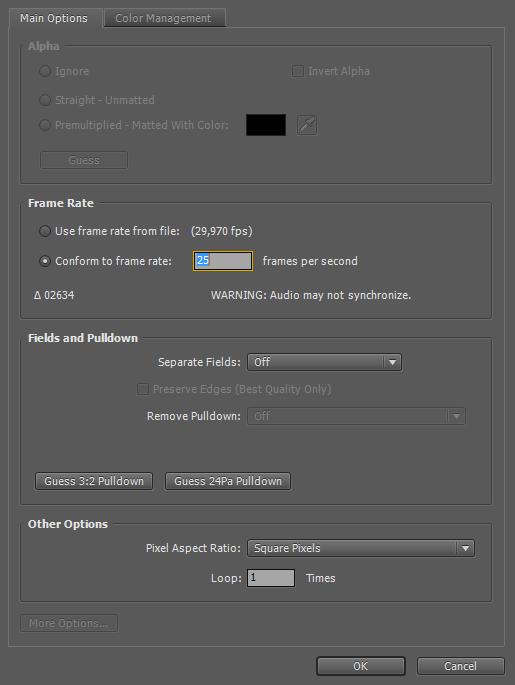 Main Options Color Management
Alpha
Ignore Invert Alpha
Straight - Unmatted
Premultiplied - Matted With Color:
Guess
Frame Rate
Use frame rate from file: (29,970 fps)
Conform to frame rate: 25 frames per second
Δ 02634 WARNING: Audio may not synchronize.
Fields and Pulldown
Separate Fields: Off
Preserve Edges (Best Quality Only)
Remove Pulldown: Off
Guess 3:2 Pulldown Guess 24Pa Pulldown
Other Options
Pixel Aspect Ratio: Square Pixels
Loop: 1 Times
More Options...
OK Cancel